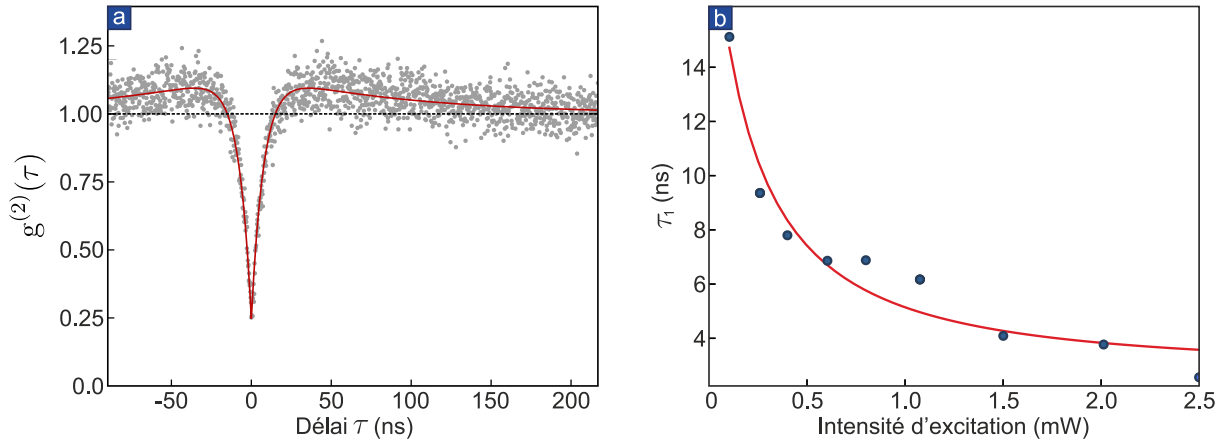 a
g⁽²⁾(τ)
1.25
1.00
0.75
0.50
0.25
0.0
-50 0 50 100 150 200
Délai τ (ns)
b
τ₁ (ns)
14
12
10
8
6
4
0 0.5 1.0 1.5 2.0 2.5
Intensité d'excitation (mW)